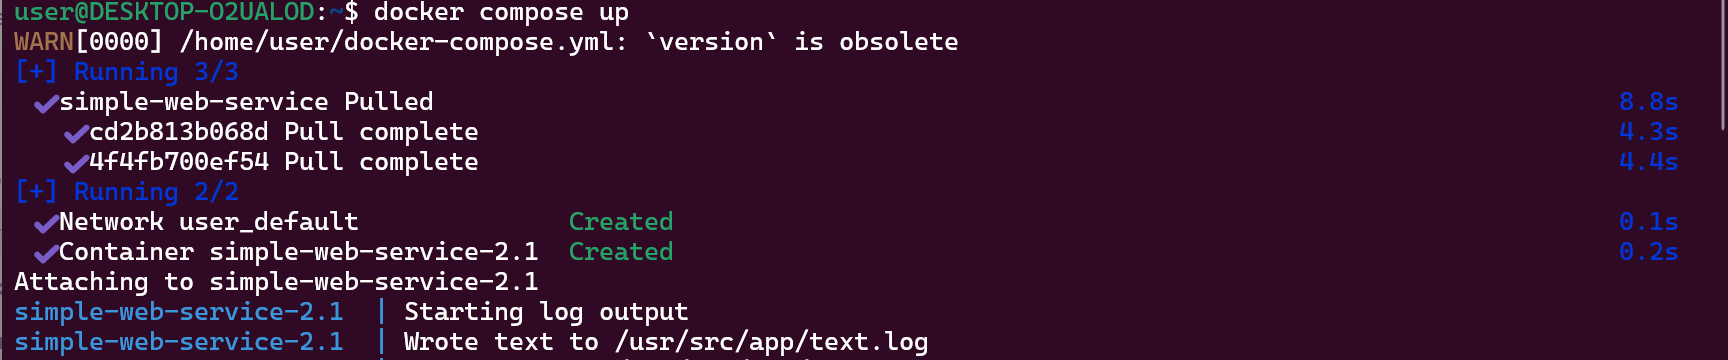 user@DESKTOP-O2UALOD:~$ docker compose up
WARN[0000] /home/user/docker-compose.yml: `version` is obsolete
[+] Running 3/3
✔simple-web-service Pulled 8.8s
✔cd2b813b068d Pull complete 4.3s
✔4f4fb700ef54 Pull complete 4.4s
[+] Running 2/2
✔Network user_default Created 0.1s
✔Container simple-web-service-2.1 Created 0.2s
Attaching to simple-web-service-2.1
simple-web-service-2.1 | Starting log output
simple-web-service-2.1 | Wrote text to /usr/src/app/text.log